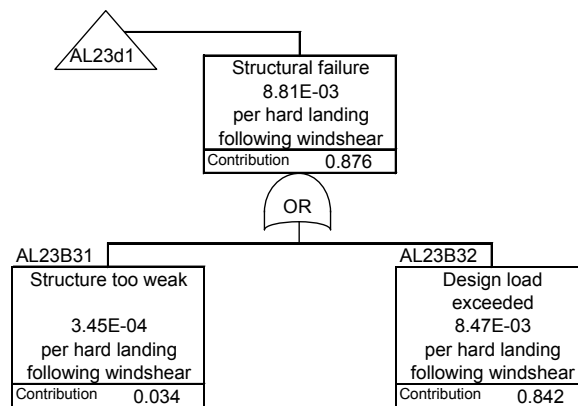 AL23d1
Structural failure
8.81E-03
per hard landing
following windshear
Contribution 0.876
OR
AL23B31
Structure too weak
3.45E-04
per hard landing
following windshear
Contribution 0.034
AL23B32
Design load
exceeded
8.47E-03
per hard landing
following windshear
Contribution 0.842